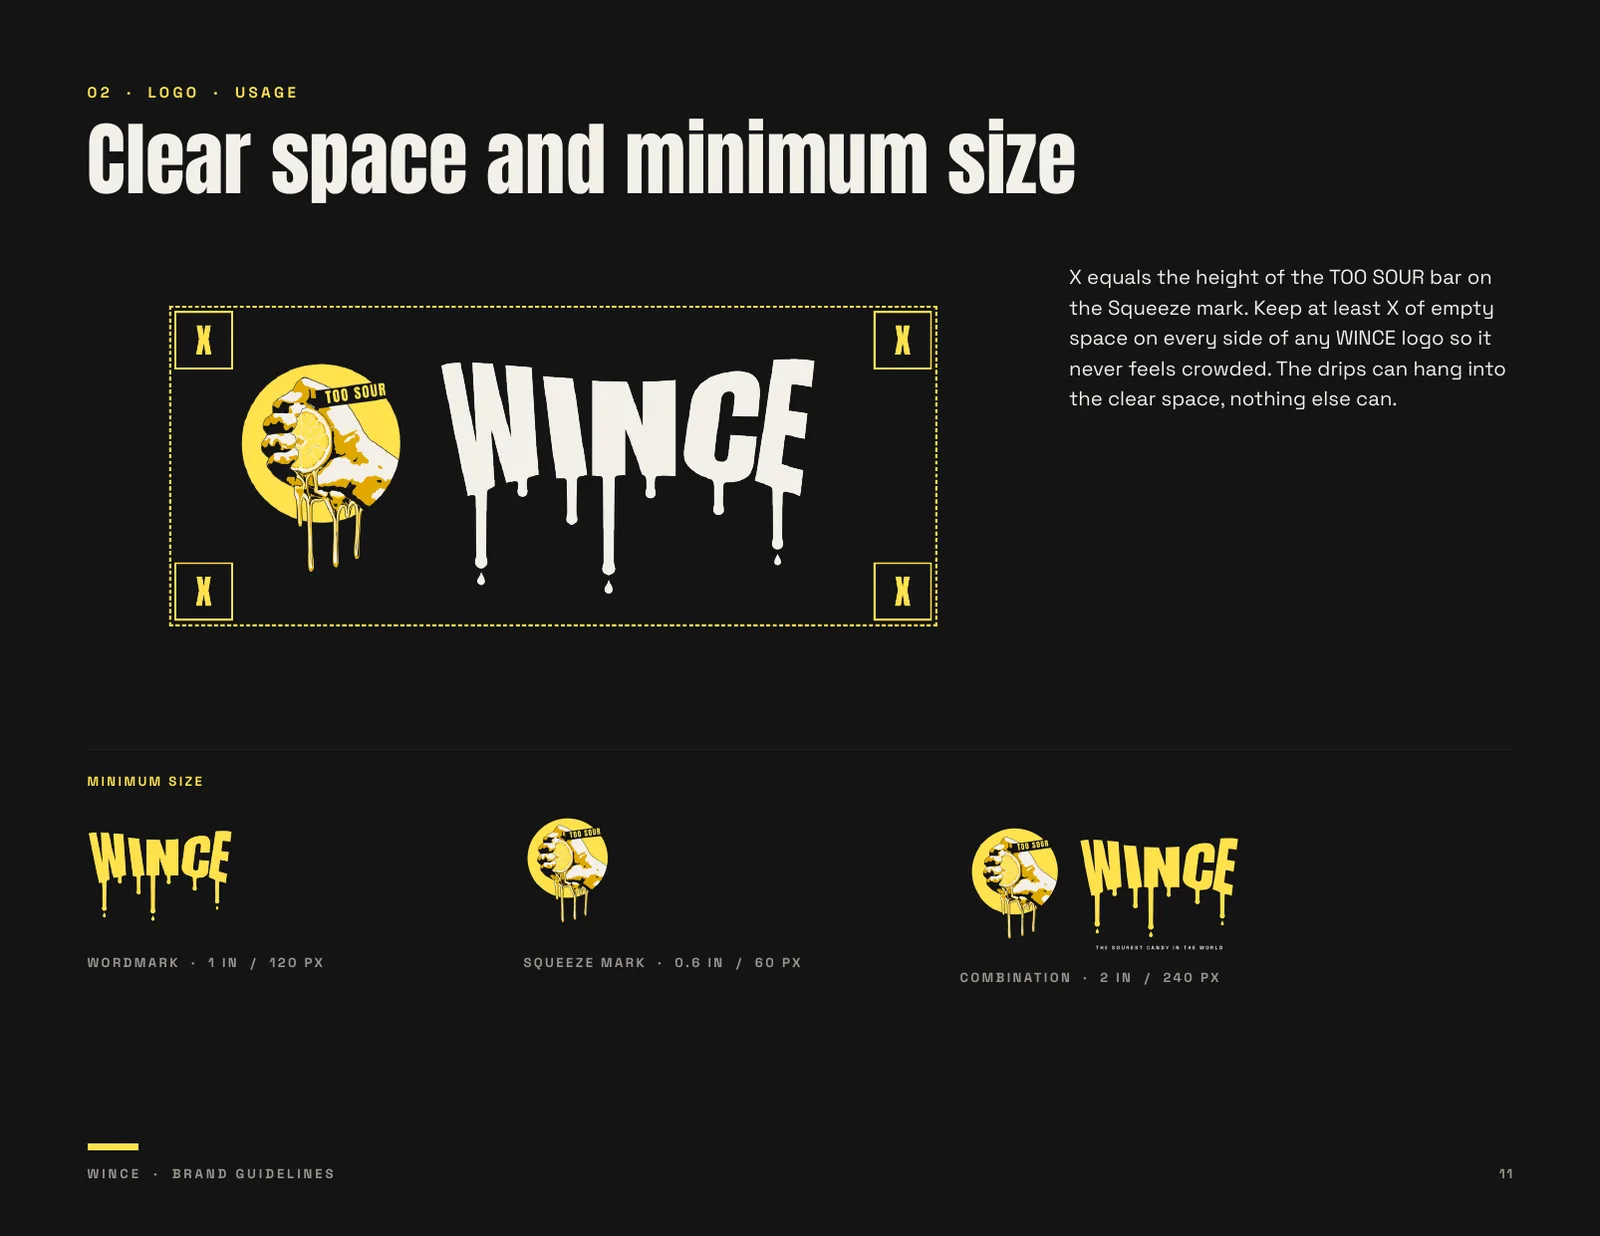 02 · LOGO · USAGE
Clear space and minimum size
X equals the height of the TOO SOUR bar on
the Squeeze mark. Keep at least X of empty
space on every side of any WINCE logo so it
never feels crowded. The drips can hang into
the clear space, nothing else can.
X
X
TOO SOUR
WINCE
X
X
MINIMUM SIZE
WINCE
TOO SOUR
TOO SOUR
WINCE
THE SOUREST CANDY IN THE WORLD
WORDMARK · 1 IN / 120 PX
SQUEEZE MARK · 0.6 IN / 60 PX
COMBINATION · 2 IN / 240 PX
WINCE · BRAND GUIDELINES
11